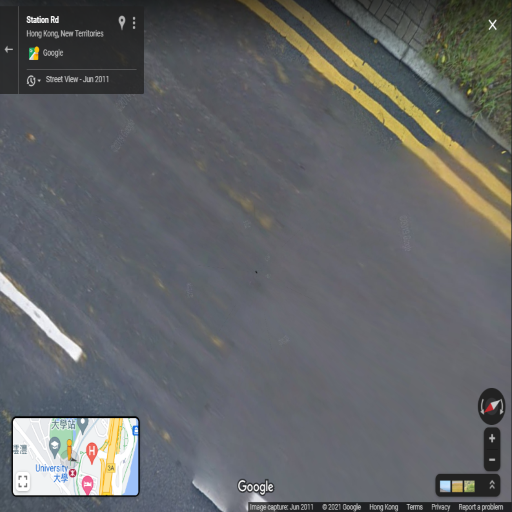 Station Rd
Hong Kong, New Territories
Google
Street View - Jun 2011
大學站
University
大學
H
3A
Google
Image capture: Jun 2011 © 2021 Google Hong Kong Terms Privacy Report a problem